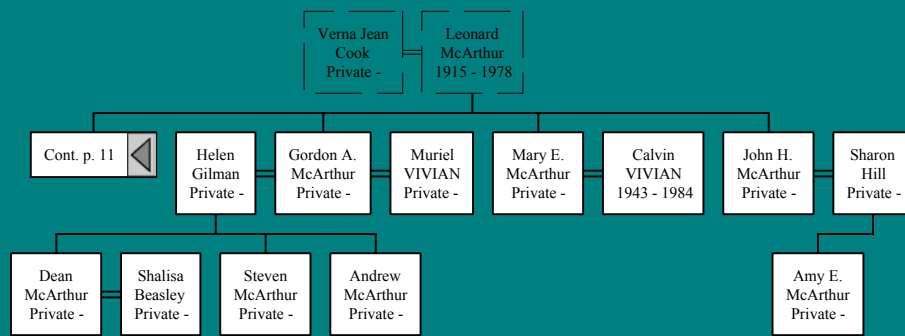 Verna Jean
Cook
Private -
Leonard
McArthur
1915 - 1978
Cont. p. 11
Helen
Gilman
Private -
Gordon A.
McArthur
Private -
Muriel
VIVIAN
Private -
Mary E.
McArthur
Private -
Calvin
VIVIAN
1943 - 1984
John H.
McArthur
Private -
Sharon
Hill
Private -
Dean
McArthur
Private -
Shalisa
Beasley
Private -
Steven
McArthur
Private -
Andrew
McArthur
Private -
Amy E.
McArthur
Private -